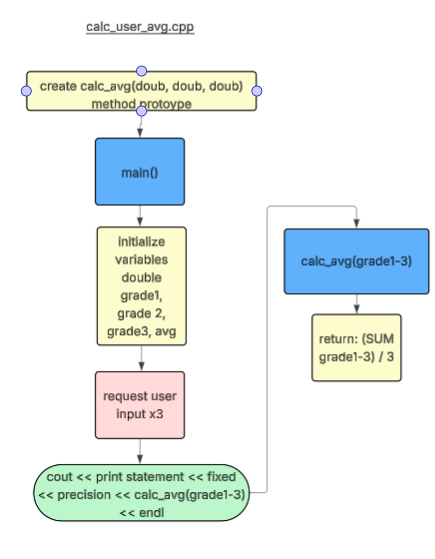 calc_user_avg.cpp
create calc_avg(doub, doub, doub)
method protoype
main()
initialize
variables
double
grade1,
grade 2,
grade3, avg
request user
input x3
cout << print statement << fixed
<< precision << calc_avg(grade1-3)
<< endl
calc_avg(grade1-3)
return: (SUM
grade1-3) / 3